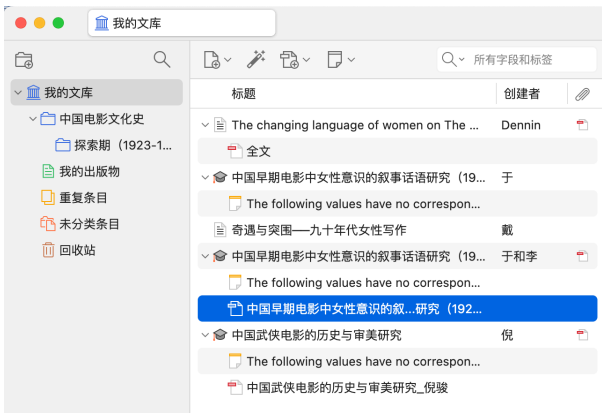 我的文库
所有字段和标签
我的文库
中国电影文化史
探索期（1923-1...
我的出版物
重复条目
未分类条目
回收站
标题
创建者
The changing language of women on The ...
Dennin
全文
中国早期电影中女性意识的叙事话语研究（19...
于
The following values have no correspon...
奇遇与突围——九十年代女性写作
戴
中国早期电影中女性意识的叙事话语研究（19...
于和李
The following values have no correspon...
中国早期电影中女性意识的叙...研究（192...
中国武侠电影的历史与审美研究
倪
The following values have no correspon...
中国武侠电影的历史与审美研究_倪骏